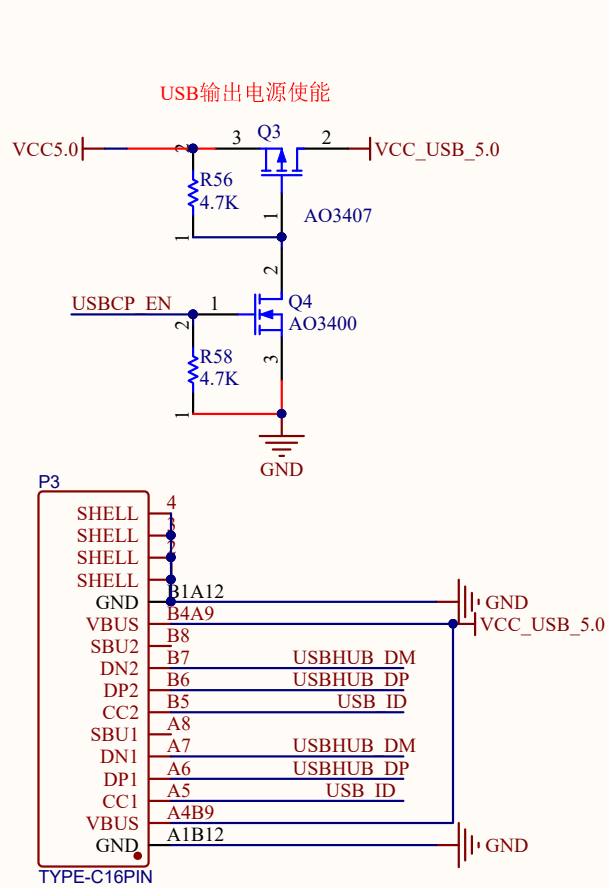 USB输出电源使能
VCC5.0
2
3
Q3
2
VCC_USB_5.0
R56
4.7K
1
1
AO3407
2
USBCP_EN
1
Q4
AO3400
2
R58
4.7K
3
1
GND
P3
SHELL 4
SHELL 3
SHELL 2
SHELL
GND B1A12 GND
VBUS B4A9 VCC_USB_5.0
SBU2 B8
DN2 B7 USBHUB_DM
DP2 B6 USBHUB_DP
CC2 B5 USB_ID
SBU1 A8
DN1 A7 USBHUB_DM
DP1 A6 USBHUB_DP
CC1 A5 USB_ID
VBUS A4B9
GND A1B12 GND
TYPE-C16PIN